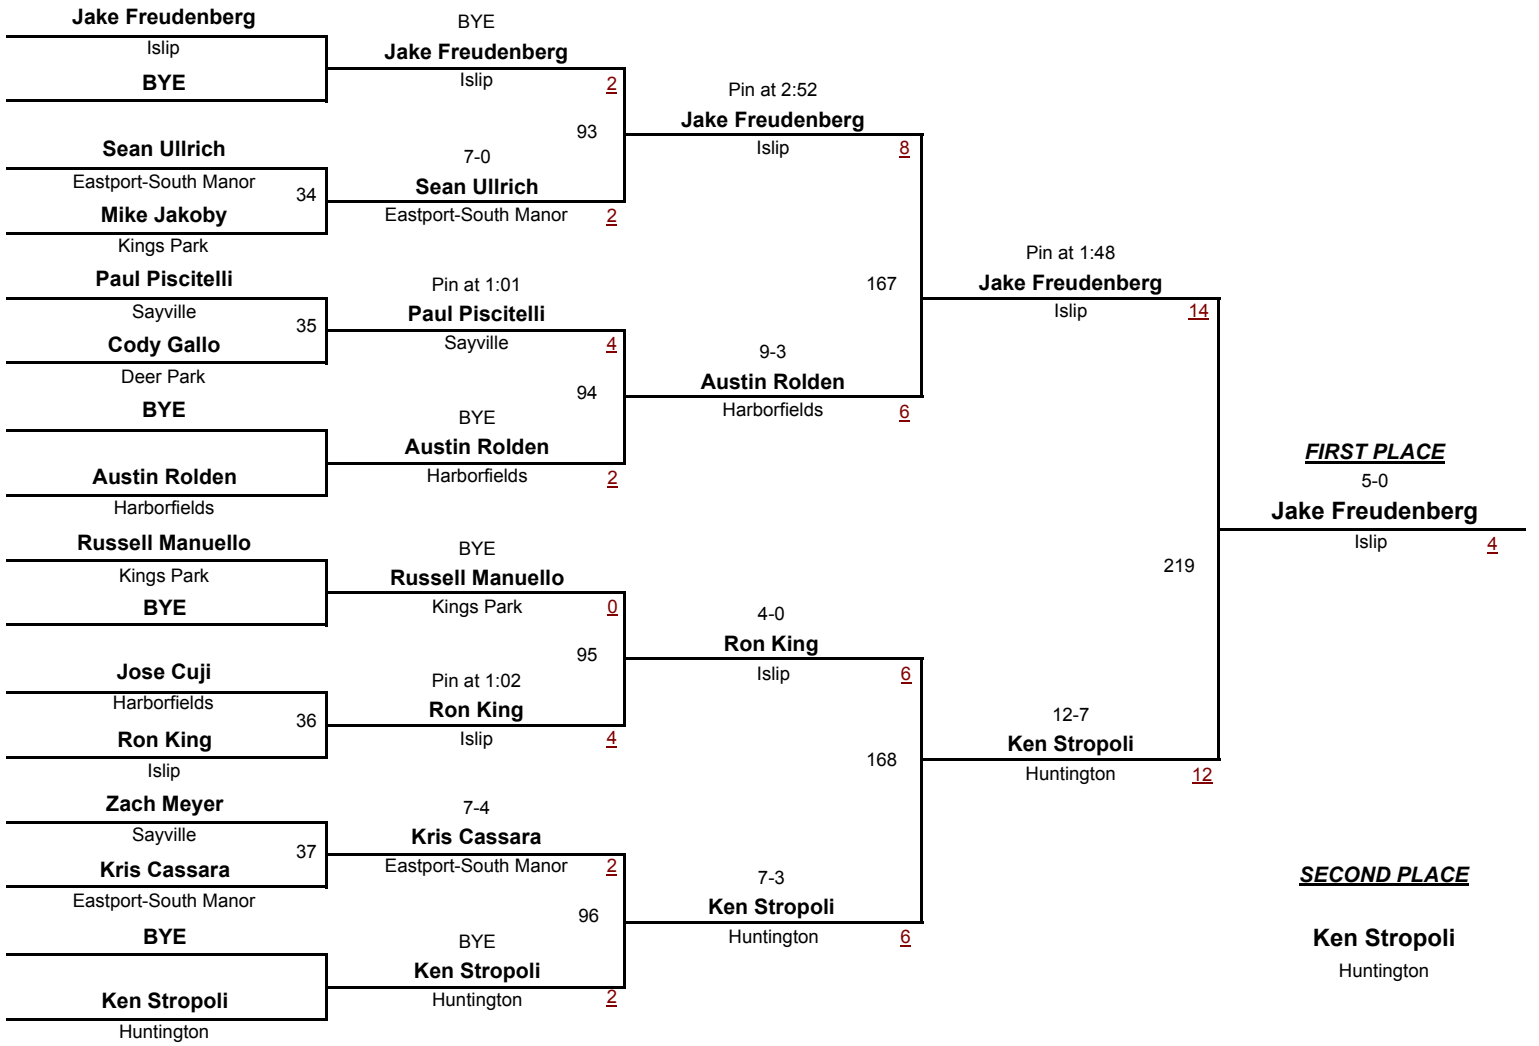 Jake Freudenberg
Islip
BYE
Sean Ullrich
Eastport-South Manor
34
Mike Jakoby
Kings Park
Paul Piscitelli
Sayville
35
Cody Gallo
Deer Park
BYE
Austin Rolden
Harborfields
Russell Manuello
Kings Park
BYE
Jose Cuji
Harborfields
36
Ron King
Islip
Zach Meyer
Sayville
37
Kris Cassara
Eastport-South Manor
BYE
Ken Stropoli
Huntington
BYE
Jake Freudenberg
Islip
2
93
7-0
Sean Ullrich
Eastport-South Manor
2
Pin at 1:01
Paul Piscitelli
Sayville
4
94
BYE
Austin Rolden
Harborfields
2
BYE
Russell Manuello
Kings Park
0
95
Pin at 1:02
Ron King
Islip
4
7-4
Kris Cassara
Eastport-South Manor
2
96
BYE
Ken Stropoli
Huntington
2
Pin at 2:52
Jake Freudenberg
Islip
8
167
9-3
Austin Rolden
Harborfields
6
4-0
Ron King
Islip
6
168
7-3
Ken Stropoli
Huntington
6
Pin at 1:48
Jake Freudenberg
Islip
14
219
12-7
Ken Stropoli
Huntington
12
FIRST PLACE
5-0
Jake Freudenberg
Islip
4
SECOND PLACE
Ken Stropoli
Huntington